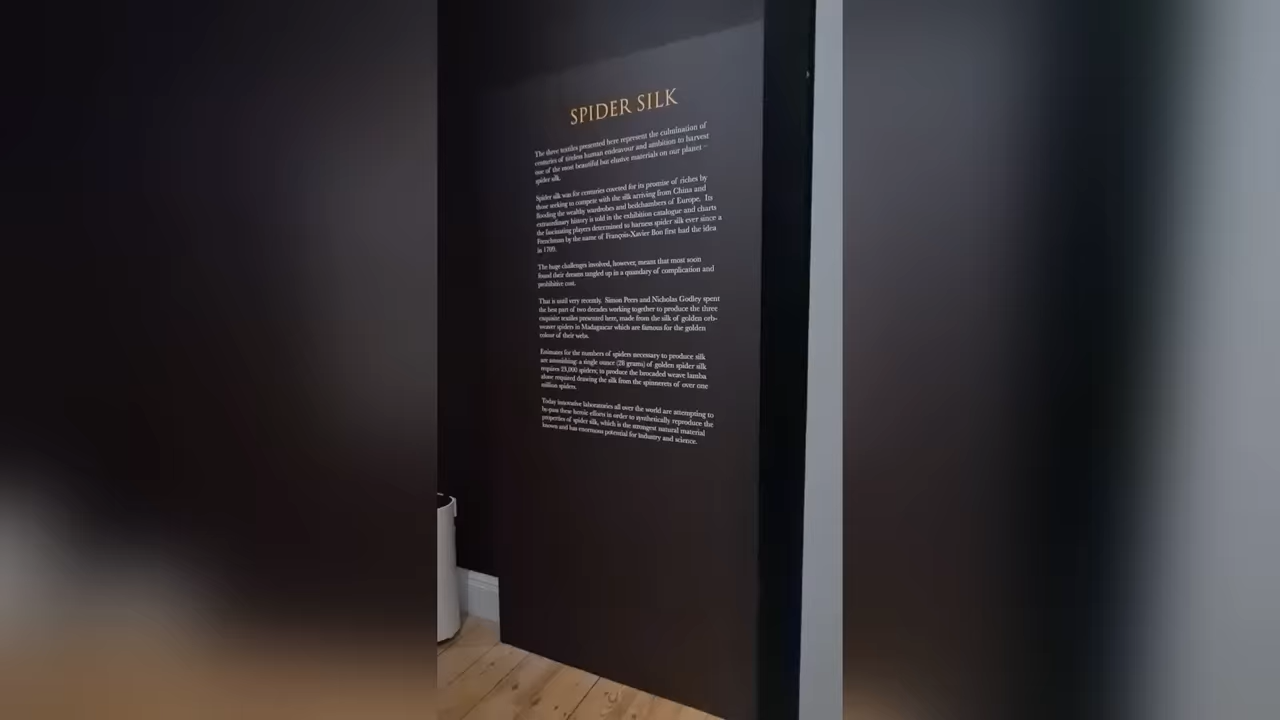 SPIDER SILK
The three textiles presented here represent the culmination of
centuries of tireless human endeavour and ambition to harvest
one of the most beautiful but elusive materials on our planet –
spider silk.
Spider silk was for centuries coveted for its promise of riches by
those seeking to compete with the silk arriving from China and
flooding the wealthy wardrobes and bedchambers of Europe. Its
extraordinary history is told in the exhibition catalogue and charts
the fascinating players determined to harness spider silk ever since a
Frenchman by the name of François-Xavier Bon first had the idea
in 1709.
The huge challenges involved, however, meant that most soon
found their dreams tangled up in a quandary of complication and
prohibitive cost.
That is until very recently. Simon Peers and Nicholas Godley spent
the best part of two decades working together to produce the three
exquisite textiles presented here, made from the silk of golden orb-
weaver spiders in Madagascar which are famous for the golden
colour of their webs.
Estimates for the numbers of spiders necessary to produce silk
are astonishing: a single ounce (28 grams) of golden spider silk
requires 23,000 spiders; to produce the brocaded weave lamba
alone required drawing the silk from the spinnerets of over one
million spiders.
Today innovative laboratories all over the world are attempting to
by-pass these heroic efforts in order to synthetically reproduce the
properties of spider silk, which is the strongest natural material
known and has enormous potential for industry and science.